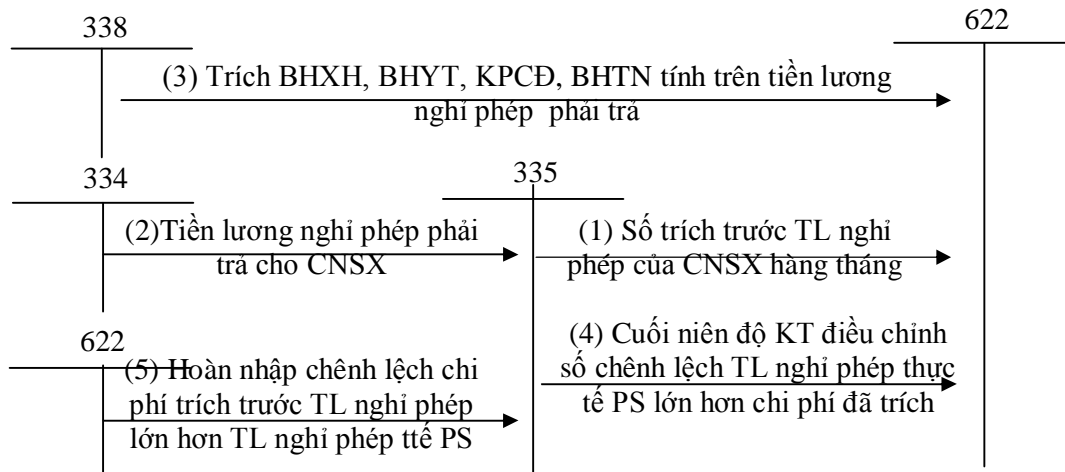 338
622
(3) Trích BHXH, BHYT, KPCĐ, BHTN tính trên tiền lương
nghỉ phép phải trả
334
335
(2)Tiền lương nghỉ phép phải
trả cho CNSX
(1) Số trích trước TL nghỉ
phép của CNSX hàng tháng
622
(5) Hoàn nhập chênh lệch chi
phí trích trước TL nghỉ phép
lớn hơn TL nghỉ phép ttế PS
(4) Cuối niên độ KT điều chỉnh
số chênh lệch TL nghỉ phép thực
tế PS lớn hơn chi phí đã trích